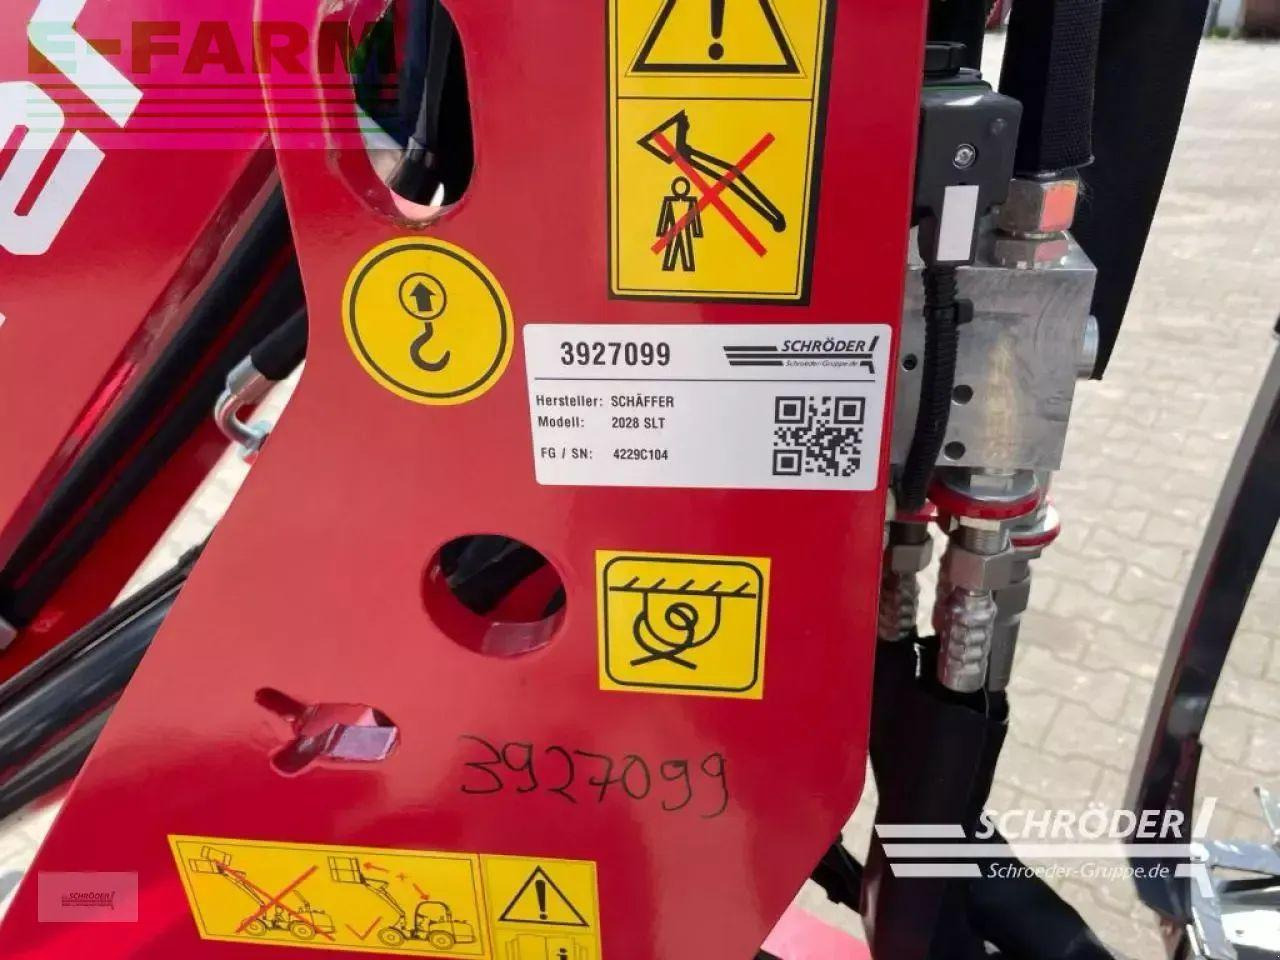 E-FARM
3927099
SCHRÖDER
Schroeder-Gruppe.de
Hersteller: SCHÄFFER
Modell: 2028 SLT
FG / SN: 4229C104
3927099
SCHRÖDER
Schroeder-Gruppe.de
SCHRÖDER